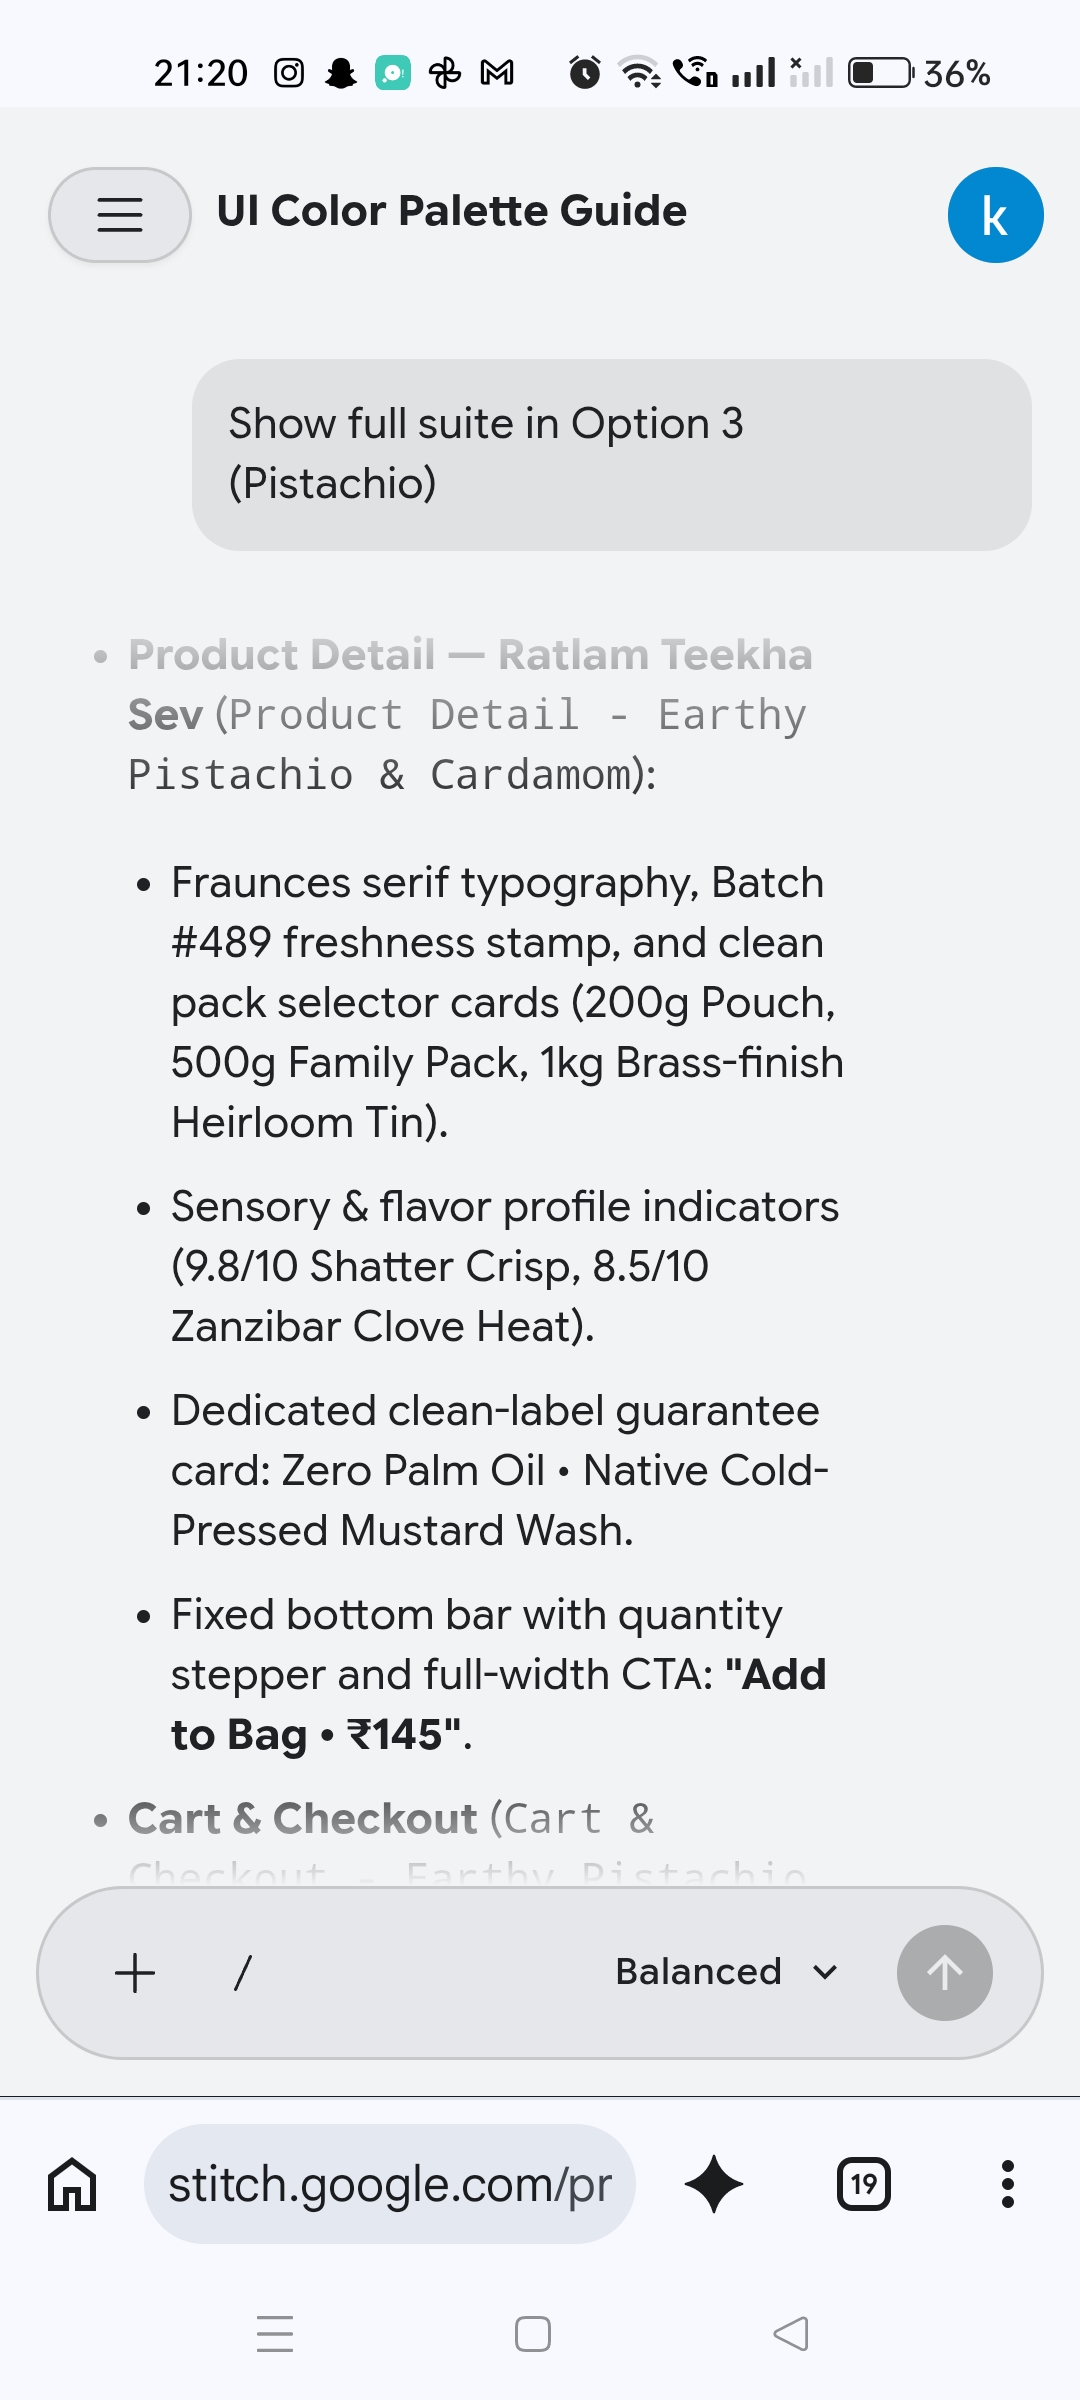 21:20
36%
UI Color Palette Guide
k
Show full suite in Option 3
(Pistachio)
• Product Detail — Ratlam Teekha
Sev (Product Detail - Earthy
Pistachio & Cardamom):
• Fraunces serif typography, Batch
#489 freshness stamp, and clean
pack selector cards (200g Pouch,
500g Family Pack, 1kg Brass-finish
Heirloom Tin).
• Sensory & flavor profile indicators
(9.8/10 Shatter Crisp, 8.5/10
Zanzibar Clove Heat).
• Dedicated clean-label guarantee
card: Zero Palm Oil • Native Cold-
Pressed Mustard Wash.
• Fixed bottom bar with quantity
stepper and full-width CTA: "Add
to Bag • ₹145".
• Cart & Checkout (Cart &
Checkout - Earthy Pistachio
/
Balanced
stitch.google.com/pr
19